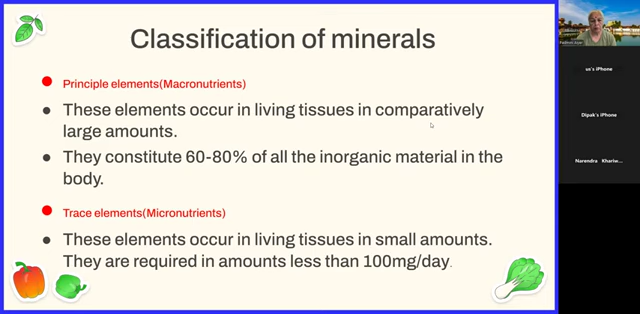 Classification of minerals
Principle elements(Macronutrients)
These elements occur in living tissues in comparatively
large amounts.
They constitute 60-80% of all the inorganic material in the
body.
Trace elements(Micronutrients)
These elements occur in living tissues in small amounts.
They are required in amounts less than 100mg/day.
us's iPhone
Dipak's iPhone
Narendra Khariw...